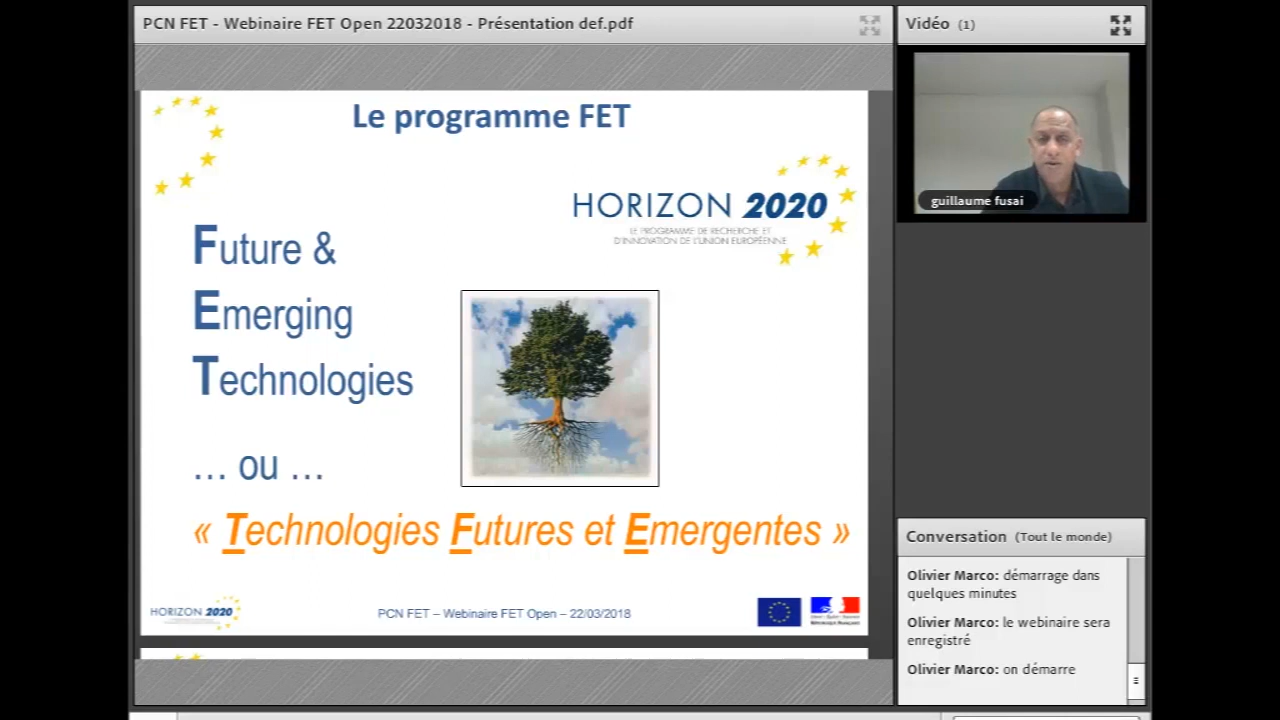 PCN FET - Webinaire FET Open 22032018 - Présentation def.pdf
Vidéo (1)
guillaume fusai
Le programme FET
HORIZON 2020
LE PROGRAMME DE RECHERCHE ET
D'INNOVATION DE L'UNION EUROPÉENNE
Future &
Emerging
Technologies
… ou …
« Technologies Futures et Emergentes »
HORIZON 2020
PCN FET – Webinaire FET Open – 22/03/2018
Conversation (Tout le monde)
Olivier Marco: démarrage dans
quelques minutes
Olivier Marco: le webinaire sera
enregistré
Olivier Marco: on démarre